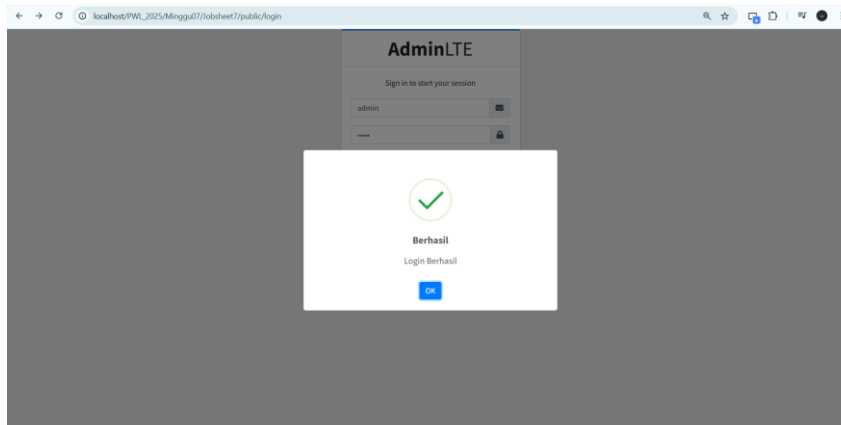 localhost/PWL_2025/Minggu07/Jobsheet7/public/login
AdminLTE
Sign in to start your session
admin
Berhasil
Login Berhasil
OK